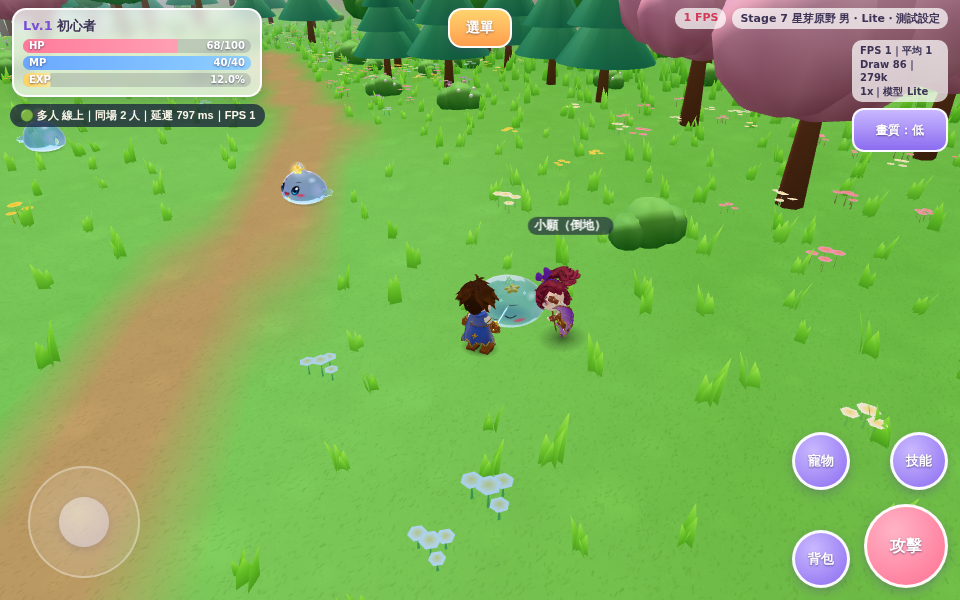 Lv.1 初心者
HP 68/100
MP 40/40
EXP 12.0%
🟢 多人 線上｜同場 2 人｜延遲 797 ms｜FPS 1
選單
1 FPS
Stage 7 星芽原野 男・Lite・測試設定
FPS 1｜平均 1
Draw 86｜
279k
1x｜模型 Lite
畫質：低
小願（倒地）
寵物
技能
背包
攻擊